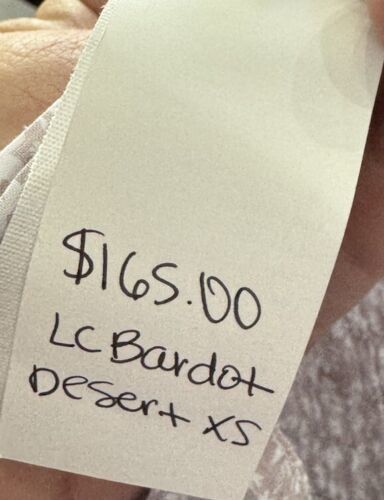 $165.00
LC Bardot
Desert XS